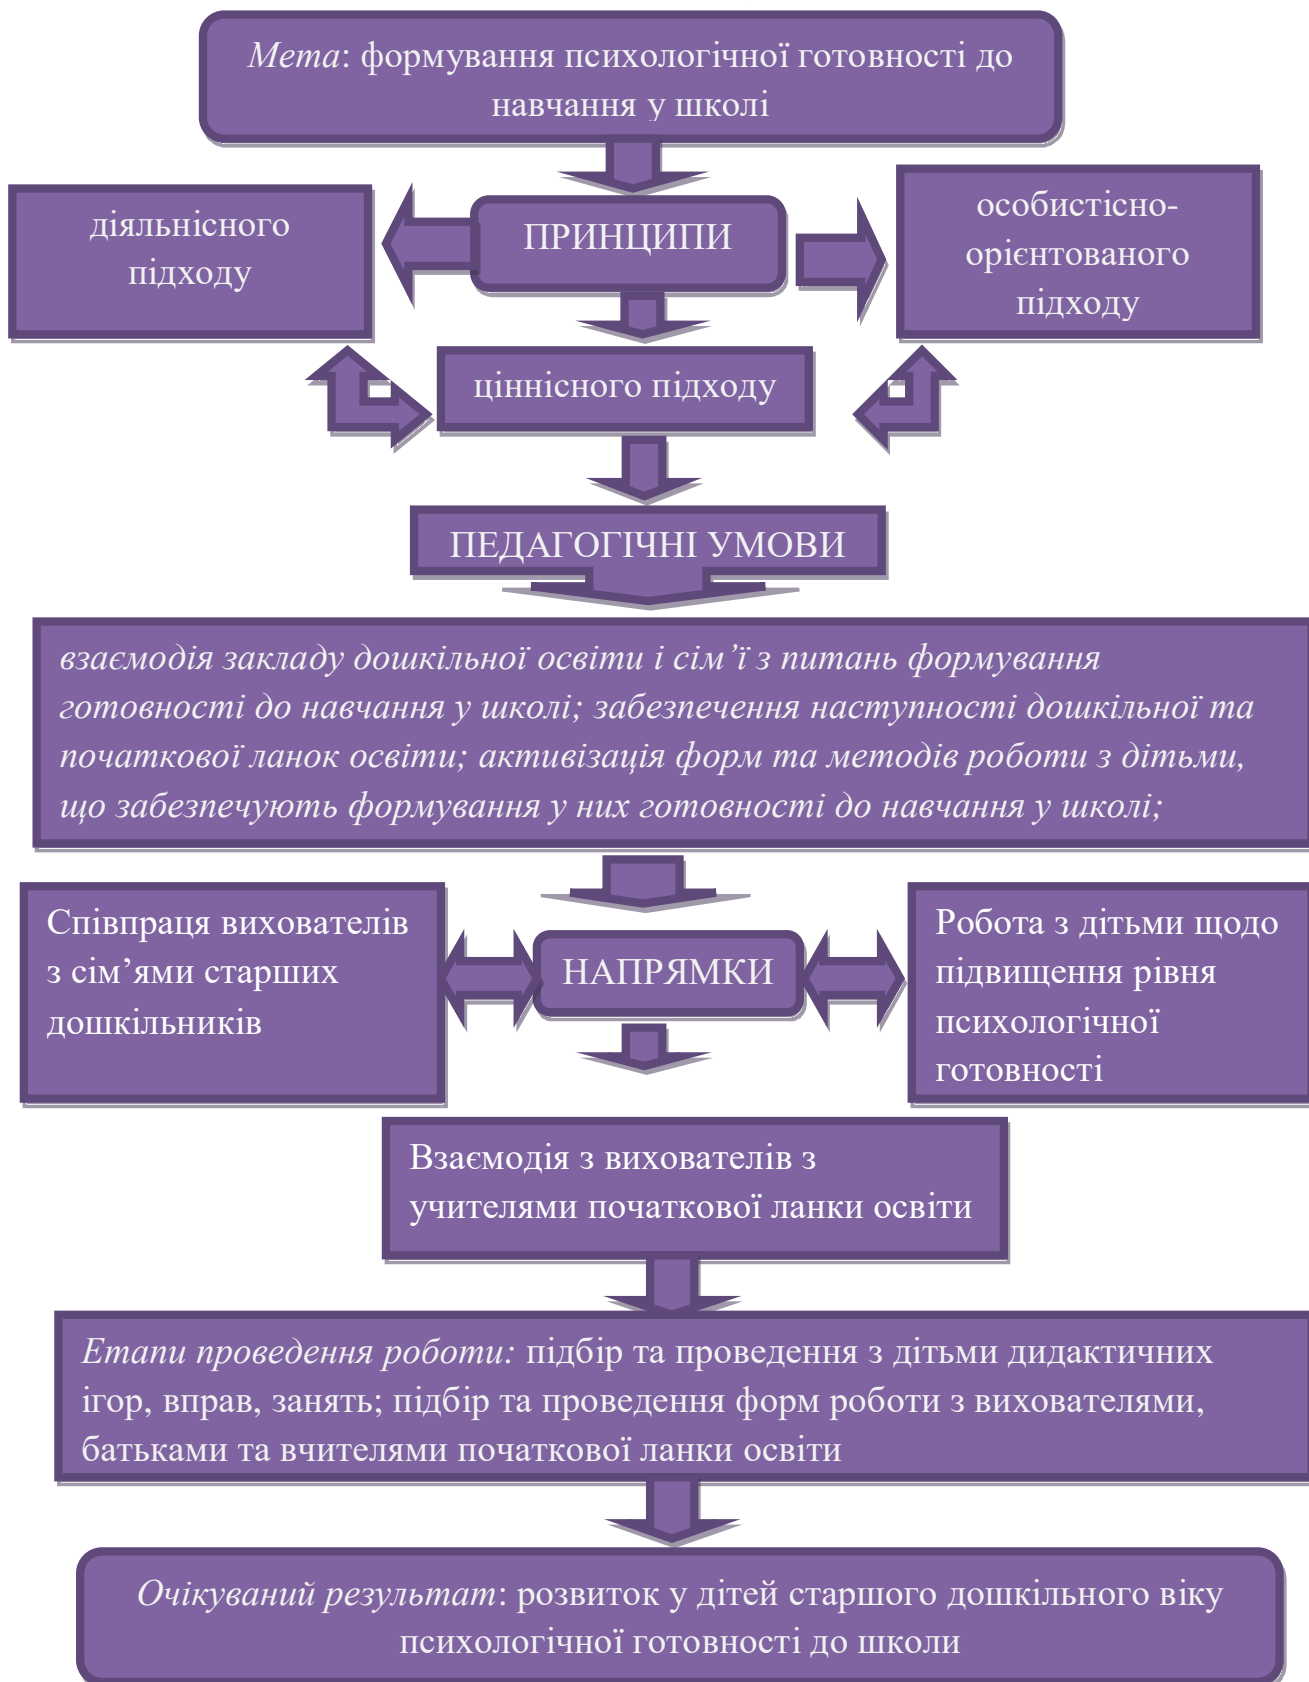 Мета: формування психологічної готовності до
навчання у школі
діяльнісного
підходу
ПРИНЦИПИ
особистісно-
орієнтованого
підходу
ціннісного підходу
ПЕДАГОГІЧНІ УМОВИ
взаємодія закладу дошкільної освіти і сім’ї з питань формування
готовності до навчання у школі; забезпечення наступності дошкільної та
початкової ланок освіти; активізація форм та методів роботи з дітьми,
що забезпечують формування у них готовності до навчання у школі;
Співпраця вихователів
з сім’ями старших
дошкільників
НАПРЯМКИ
Робота з дітьми щодо
підвищення рівня
психологічної
готовності
Взаємодія з вихователів з
учителями початкової ланки освіти
Етапи проведення роботи: підбір та проведення з дітьми дидактичних
ігор, вправ, занять; підбір та проведення форм роботи з вихователями,
батьками та вчителями початкової ланки освіти
Очікуваний результат: розвиток у дітей старшого дошкільного віку
психологічної готовності до школи